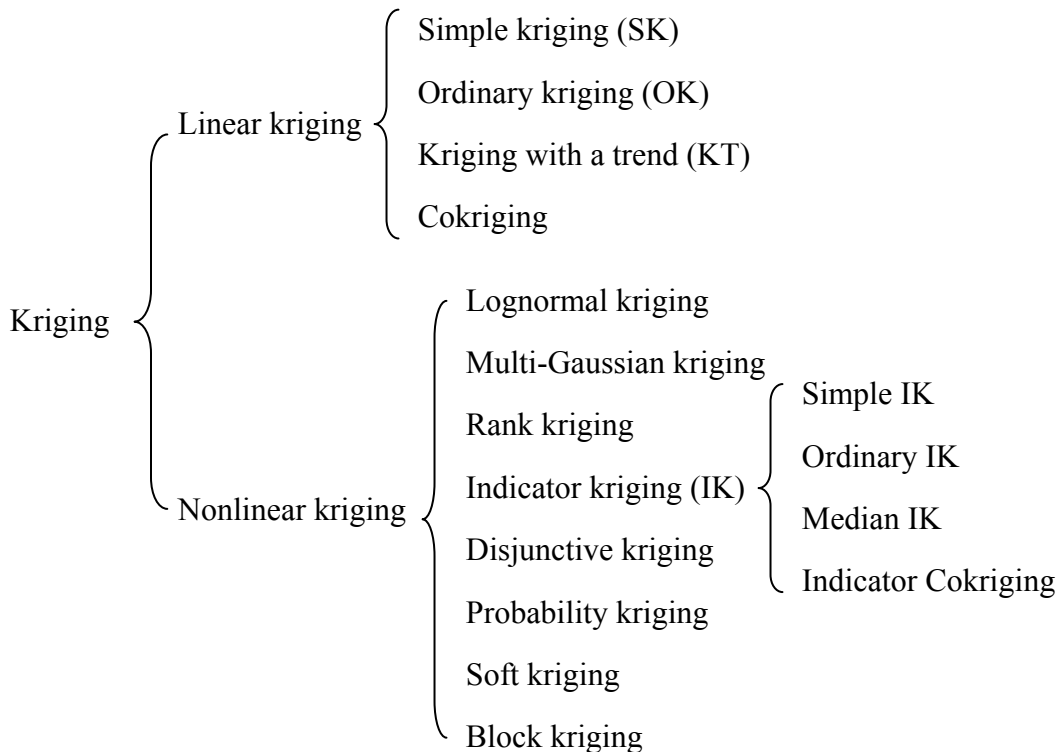 Kriging
Linear kriging
Simple kriging (SK)
Ordinary kriging (OK)
Kriging with a trend (KT)
Cokriging
Nonlinear kriging
Lognormal kriging
Multi-Gaussian kriging
Rank kriging
Indicator kriging (IK)
Simple IK
Ordinary IK
Median IK
Indicator Cokriging
Disjunctive kriging
Probability kriging
Soft kriging
Block kriging